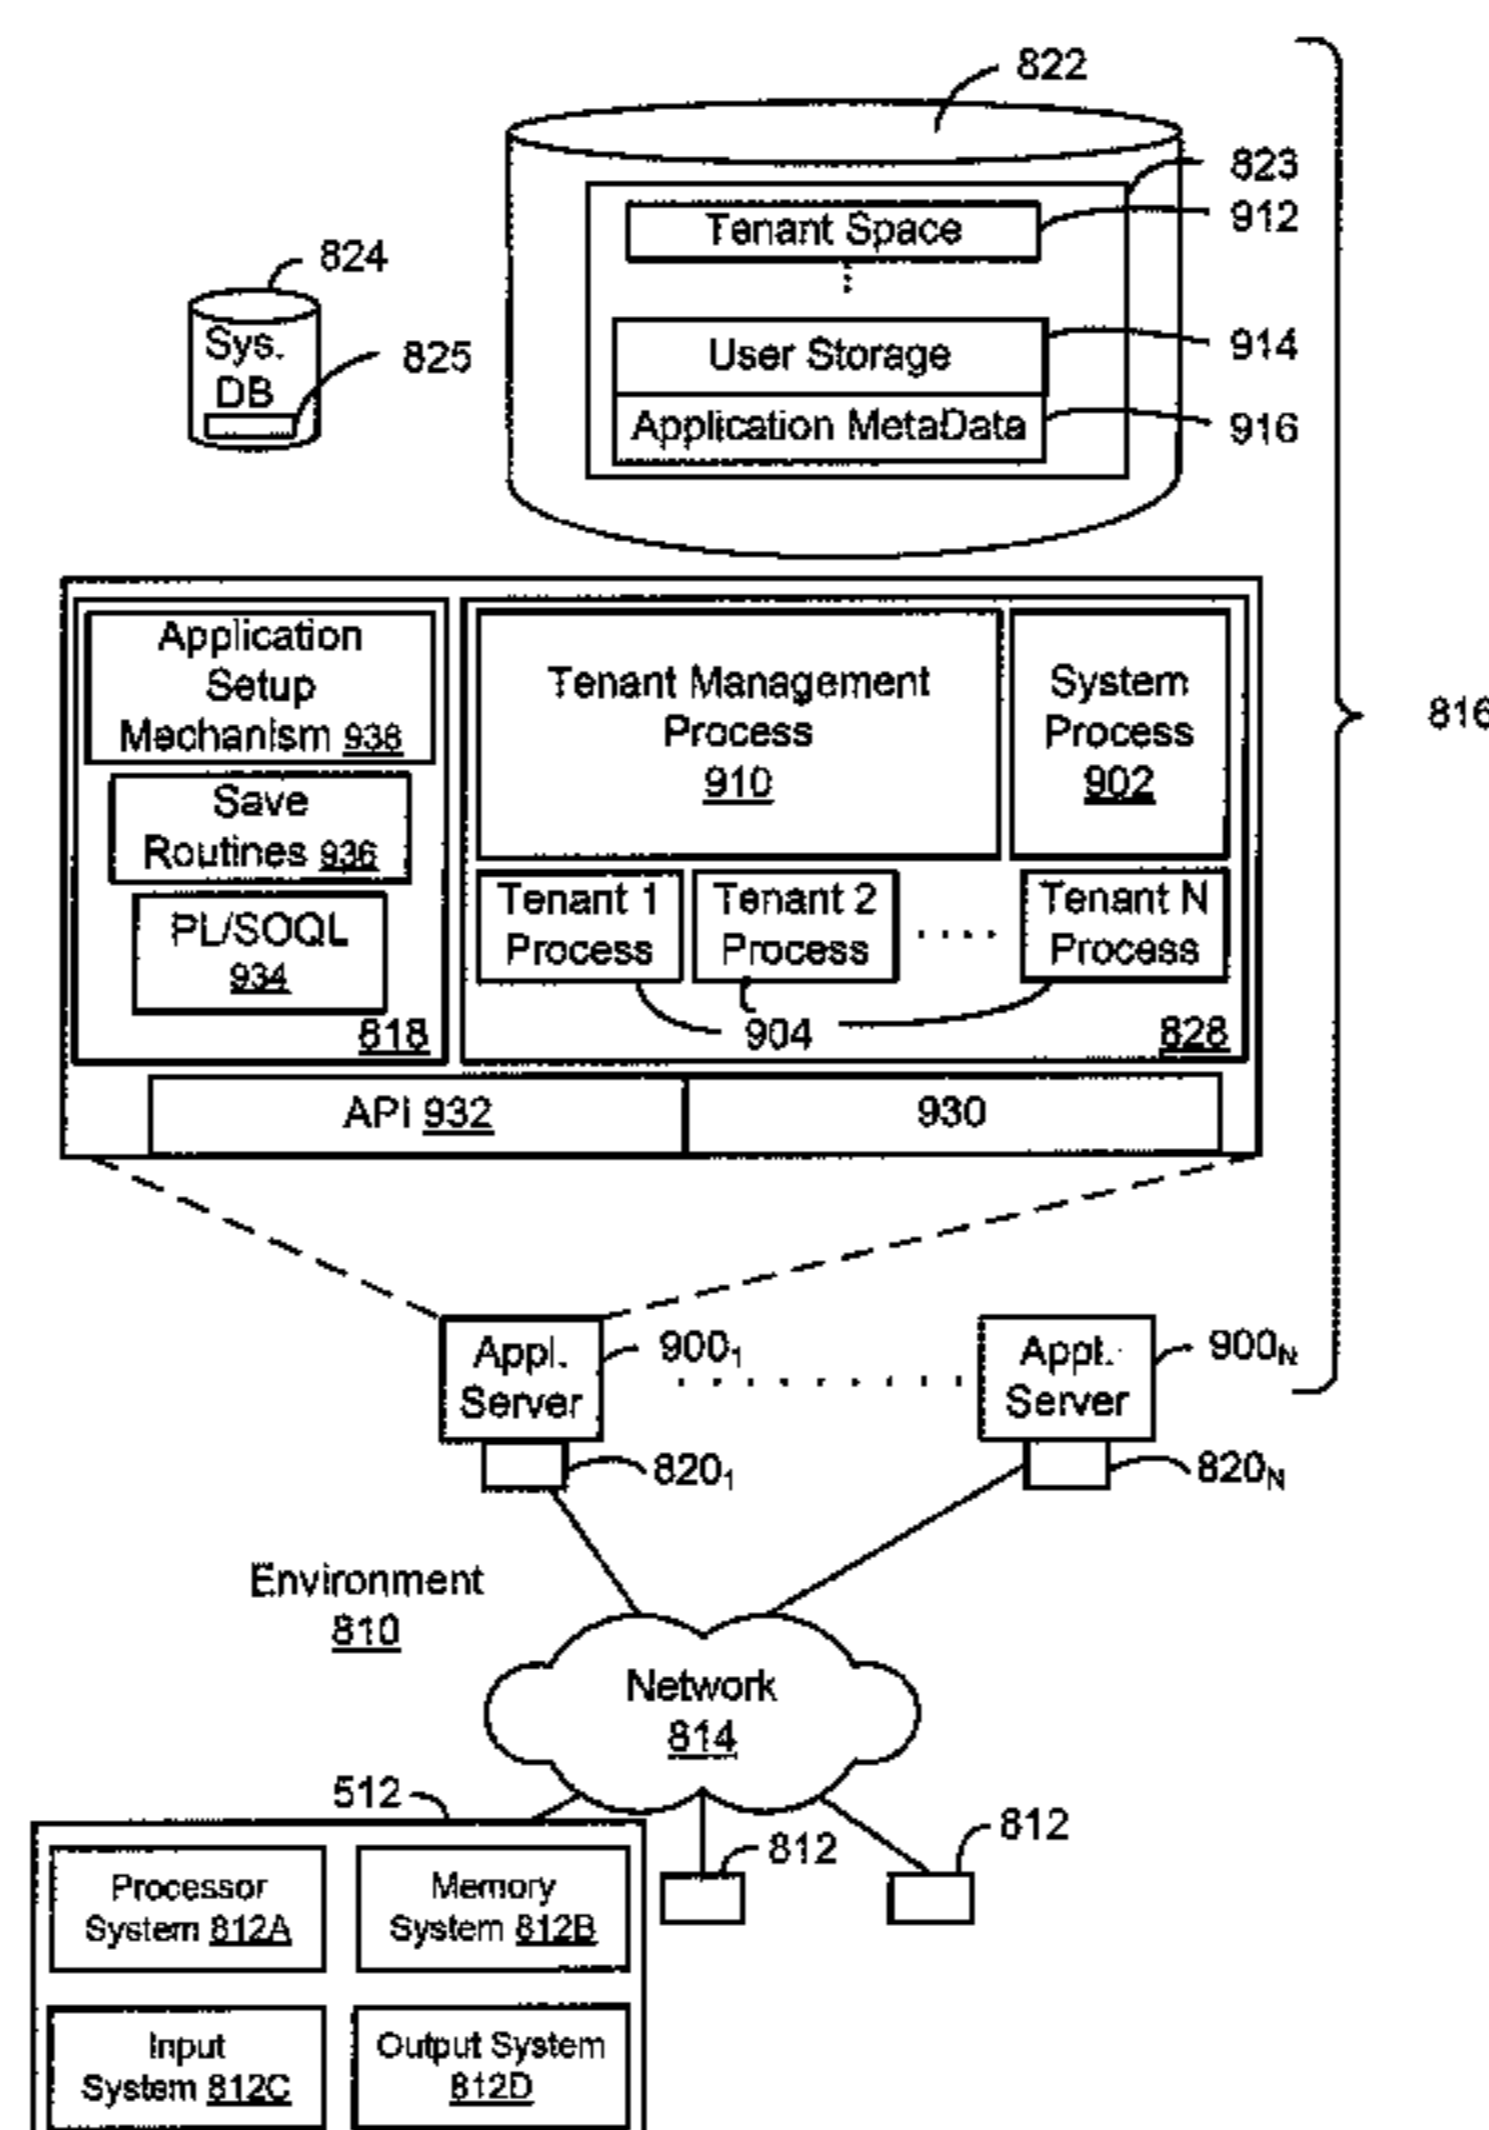 822
823
Tenant Space
912
824
Sys.
DB
825
User Storage
914
Application MetaData
916
816
Application
Setup
Mechanism 938
Save
Routines 936
PL/SOQL
934
818
Tenant Management
Process
910
System
Process
902
Tenant 1
Process
Tenant 2
Process
. . . .
Tenant N
Process
904
828
API 932
930
Appl.
Server
900₁
. . . . . . . . .
Appl.
Server
900N
820₁
820N
Environment
810
Network
814
512
812
812
Processor
System 812A
Memory
System 812B
Input
System 812C
Output System
812D